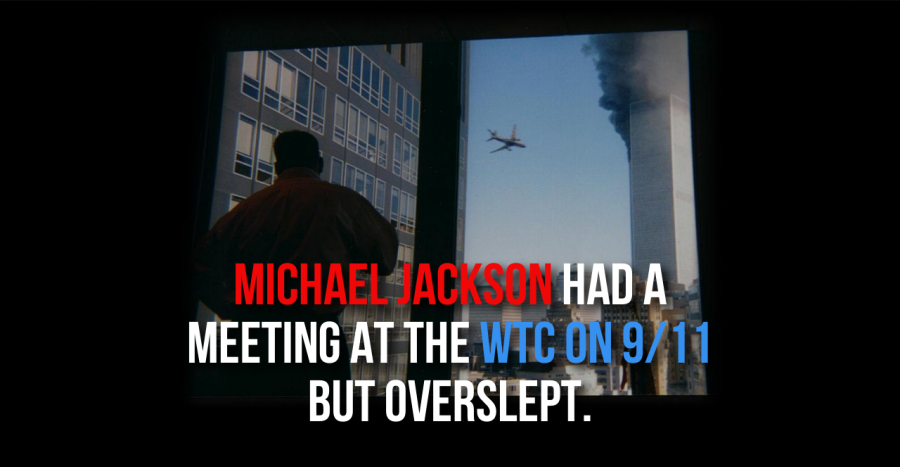 MICHAEL JACKSON HAD A
MEETING AT THE WTC ON 9/11
BUT OVERSLEPT.